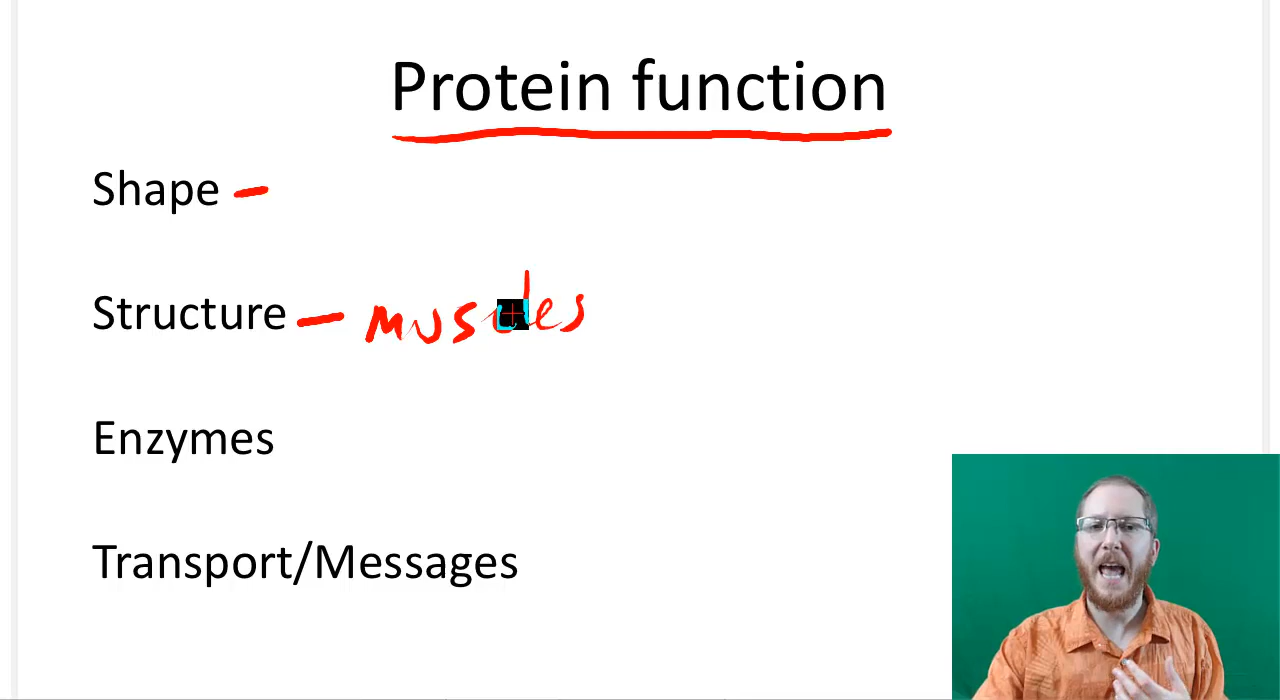 Protein function
Shape -
Structure - muscles
Enzymes
Transport/Messages